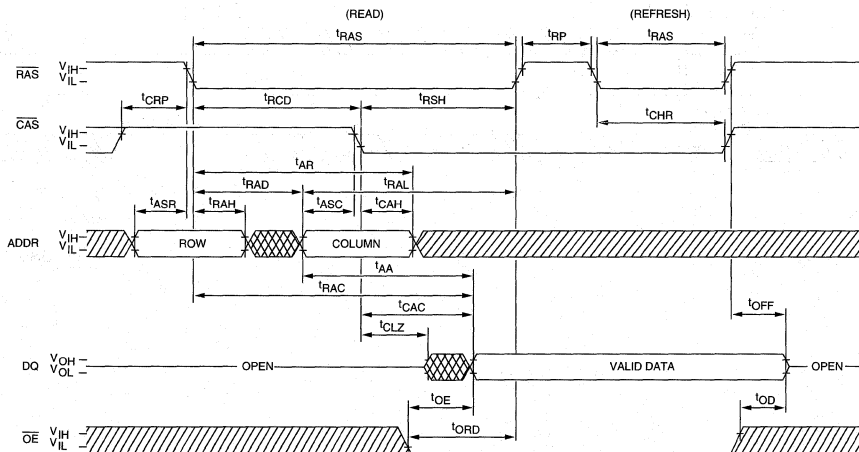 (READ) (REFRESH)
tRAS tRP tRAS
RAS VIH VIL
tCRP tRCD tRSH tCHR
CAS VIH VIL
tAR
tRAD tRAL
tASR tRAH tASC tCAH
ADDR VIH VIL ROW COLUMN
tAA
tRAC
tCAC tOFF
tCLZ
DQ VOH VOL OPEN VALID DATA OPEN
tOE tOD
tORD
OE VIH VIL